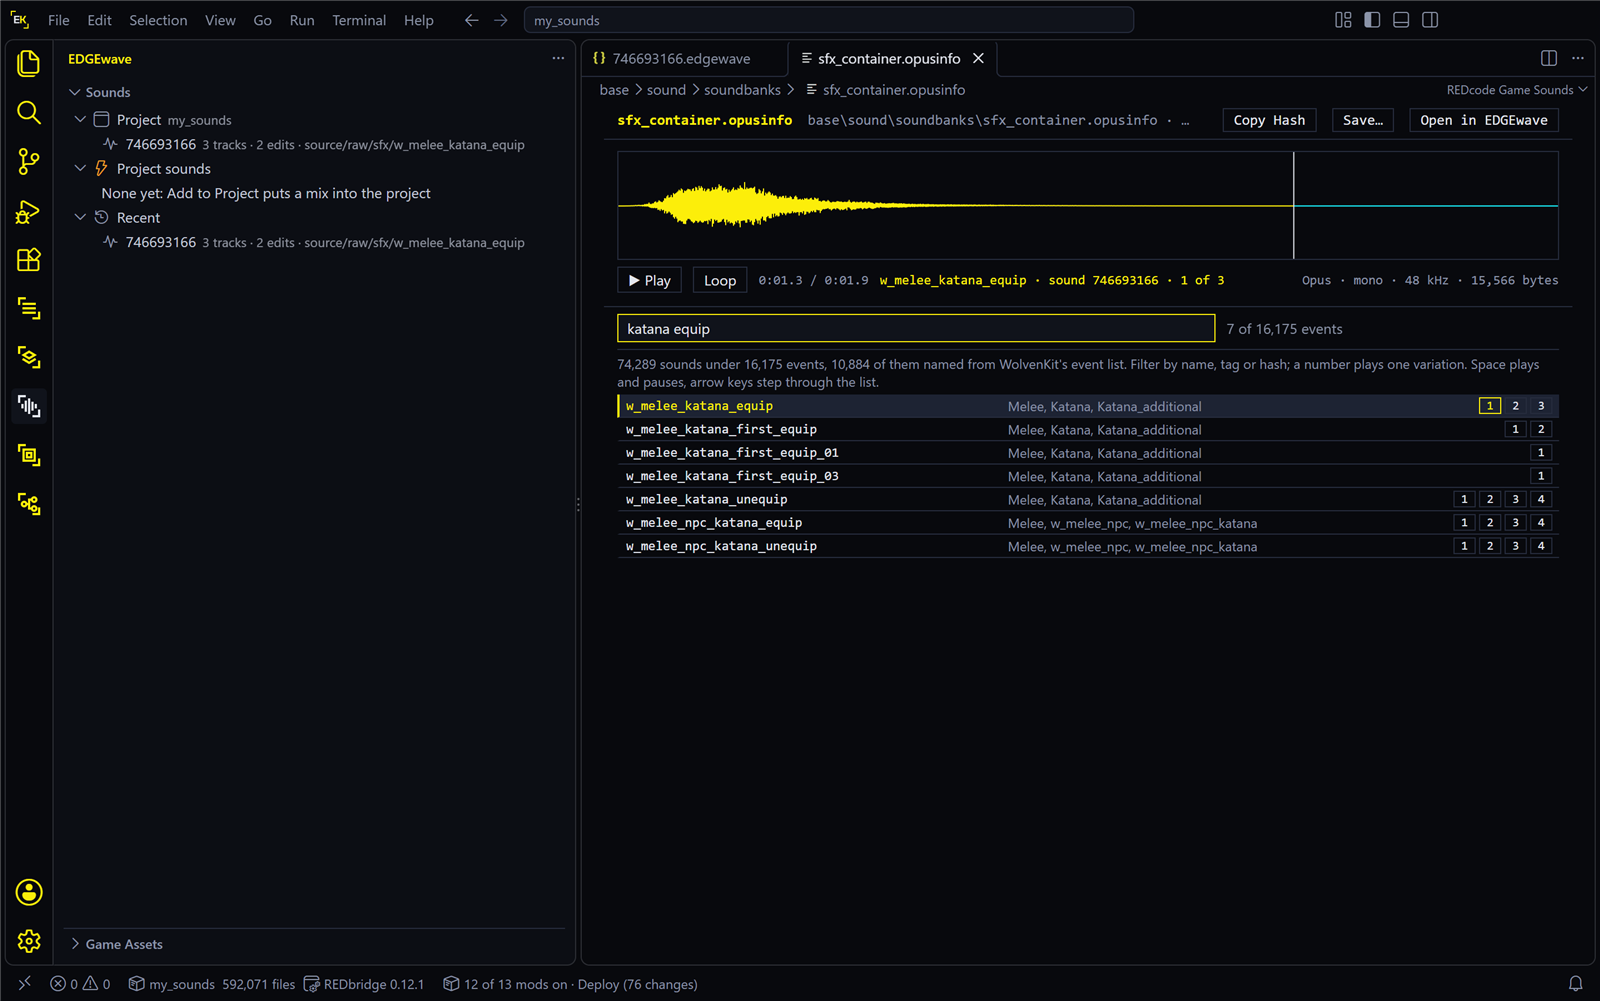 EK File Edit Selection View Go Run Terminal Help my_sounds
EDGEwave
Sounds
Project my_sounds
746693166 3 tracks · 2 edits · source/raw/sfx/w_melee_katana_equip
Project sounds
None yet: Add to Project puts a mix into the project
Recent
746693166 3 tracks · 2 edits · source/raw/sfx/w_melee_katana_equip
Game Assets
{} 746693166.edgewave sfx_container.opusinfo
base > sound > soundbanks > sfx_container.opusinfo REDcode Game Sounds
sfx_container.opusinfo base\sound\soundbanks\sfx_container.opusinfo · … Copy Hash Save… Open in EDGEwave
Play Loop 0:01.3 / 0:01.9 w_melee_katana_equip · sound 746693166 · 1 of 3 Opus · mono · 48 kHz · 15,566 bytes
katana equip 7 of 16,175 events
74,289 sounds under 16,175 events, 10,884 of them named from WolvenKit's event list. Filter by name, tag or hash; a number plays one variation. Space plays
and pauses, arrow keys step through the list.
w_melee_katana_equip Melee, Katana, Katana_additional 1 2 3
w_melee_katana_first_equip Melee, Katana, Katana_additional 1 2
w_melee_katana_first_equip_01 Melee, Katana, Katana_additional 1
w_melee_katana_first_equip_03 Melee, Katana, Katana_additional 1
w_melee_katana_unequip Melee, Katana, Katana_additional 1 2 3 4
w_melee_npc_katana_equip Melee, w_melee_npc, w_melee_npc_katana 1 2 3 4
w_melee_npc_katana_unequip Melee, w_melee_npc, w_melee_npc_katana 1 2 3 4
0 0 my_sounds 592,071 files REDbridge 0.12.1 12 of 13 mods on · Deploy (76 changes)